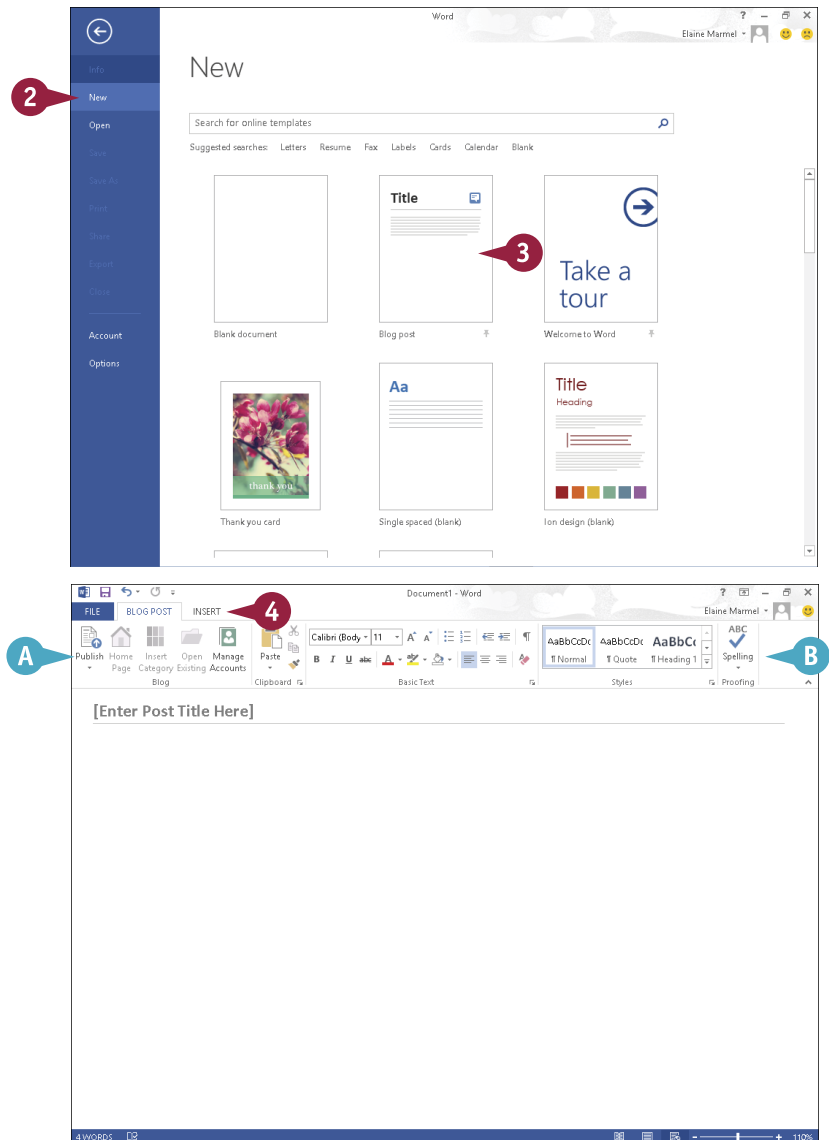 Word
?
Elaine Marmel
Info
New
2
New
Open
Search for online templates
Save
Suggested searches: Letters Resume Fax Labels Cards Calendar Blank
Save As
Print
Share
Export
Close
Account
Options
Title
3
Take a
tour
Blank document
Blog post
Welcome to Word
thank you
Aa
Title
Heading
Thank you card
Single spaced (blank)
Ion design (blank)
Document1 - Word
?
FILE BLOG POST INSERT
4
Elaine Marmel
A
Publish
Home Page
Insert Category
Open Existing
Manage Accounts
Blog
Paste
Clipboard
Calibri (Body 11
A A
B I U abc A aby
Basic Text
AaBbCcDc AaBbCcDc AaBbCc
¶ Normal ¶ Quote ¶ Heading 1
Styles
ABC
Spelling
Proofing
B
[Enter Post Title Here]
4 WORDS
110%